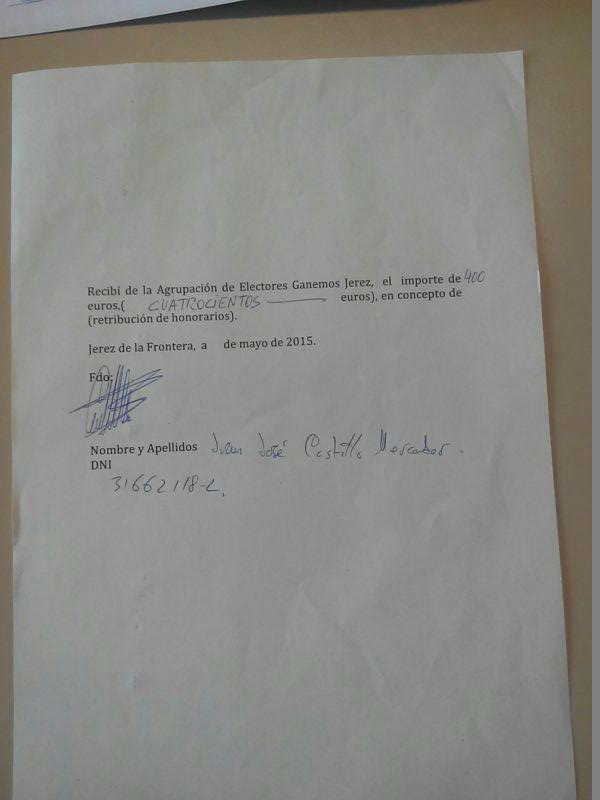 Recibí de la Agrupación de Electores Ganemos Jerez, el importe de 400
euros,( CUATROCIENTOS euros), en concepto de
(retribución de honorarios).
Jerez de la Frontera, a de mayo de 2015.
Fdo:
Nombre y Apellidos Juan José Castillo
DNI
31662118-L.